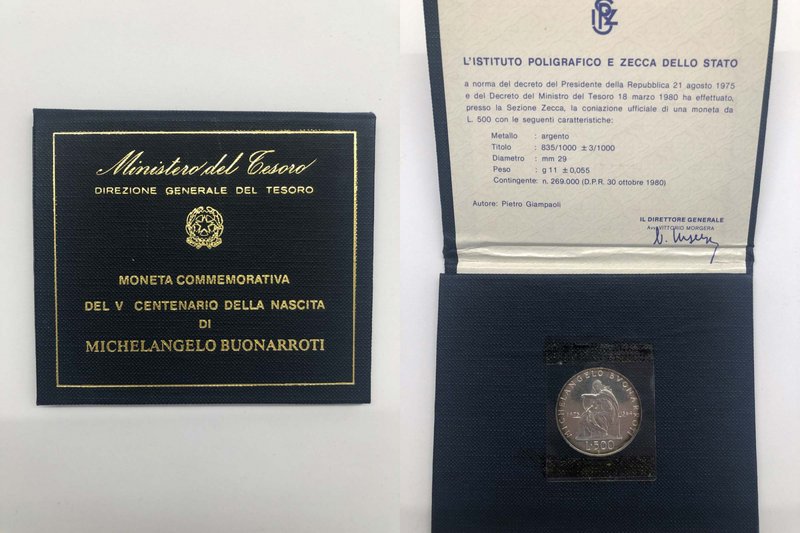 Ministero del Tesoro
DIREZIONE GENERALE DEL TESORO
MONETA COMMEMORATIVA
DEL V CENTENARIO DELLA NASCITA
DI
MICHELANGELO BUONARROTI
L'ISTITUTO POLIGRAFICO E ZECCA DELLO STATO
a norma del decreto del Presidente della Repubblica 21 agosto 1975
e del Decreto del Ministro del Tesoro 18 marzo 1980 ha effettuato,
presso la Sezione Zecca, la coniazione ufficiale di una moneta da
L. 500 con le seguenti caratteristiche:
Metallo : argento
Titolo : 835/1000 ± 3/1000
Diametro : mm 29
Peso : g 11 ± 0,055
Contingente: n. 269.000 (D.P.R. 30 ottobre 1980)
Autore: Pietro Giampaoli
IL DIRETTORE GENERALE
Avv. VITTORIO MORGERA
MICHELANGELO BVONARROTI
L.500